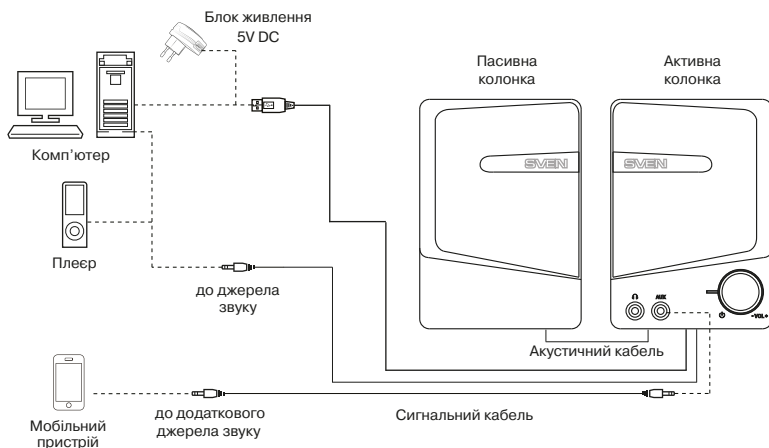 Блок живлення
5V DC
Пасивна
колонка
Активна
колонка
Комп'ютер
SVEN
SVEN
Плеєр
до джерела
звуку
AUX
-VOL+
Акустичний кабель
Мобільний
пристрій
до додаткового
джерела звуку
Сигнальний кабель